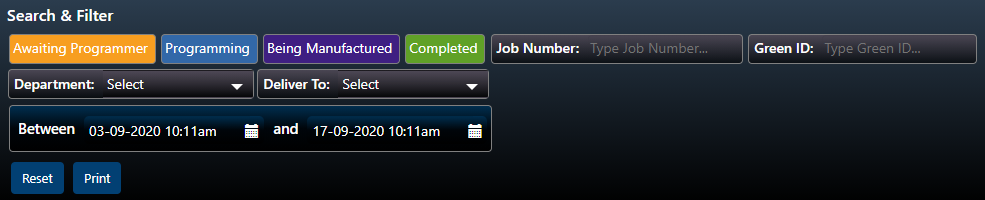 Search & Filter
Awaiting Programmer Programming Being Manufactured Completed Job Number: Type Job Number... Green ID: Type Green ID...
Department: Select Deliver To: Select
Between 03-09-2020 10:11am and 17-09-2020 10:11am
Reset Print